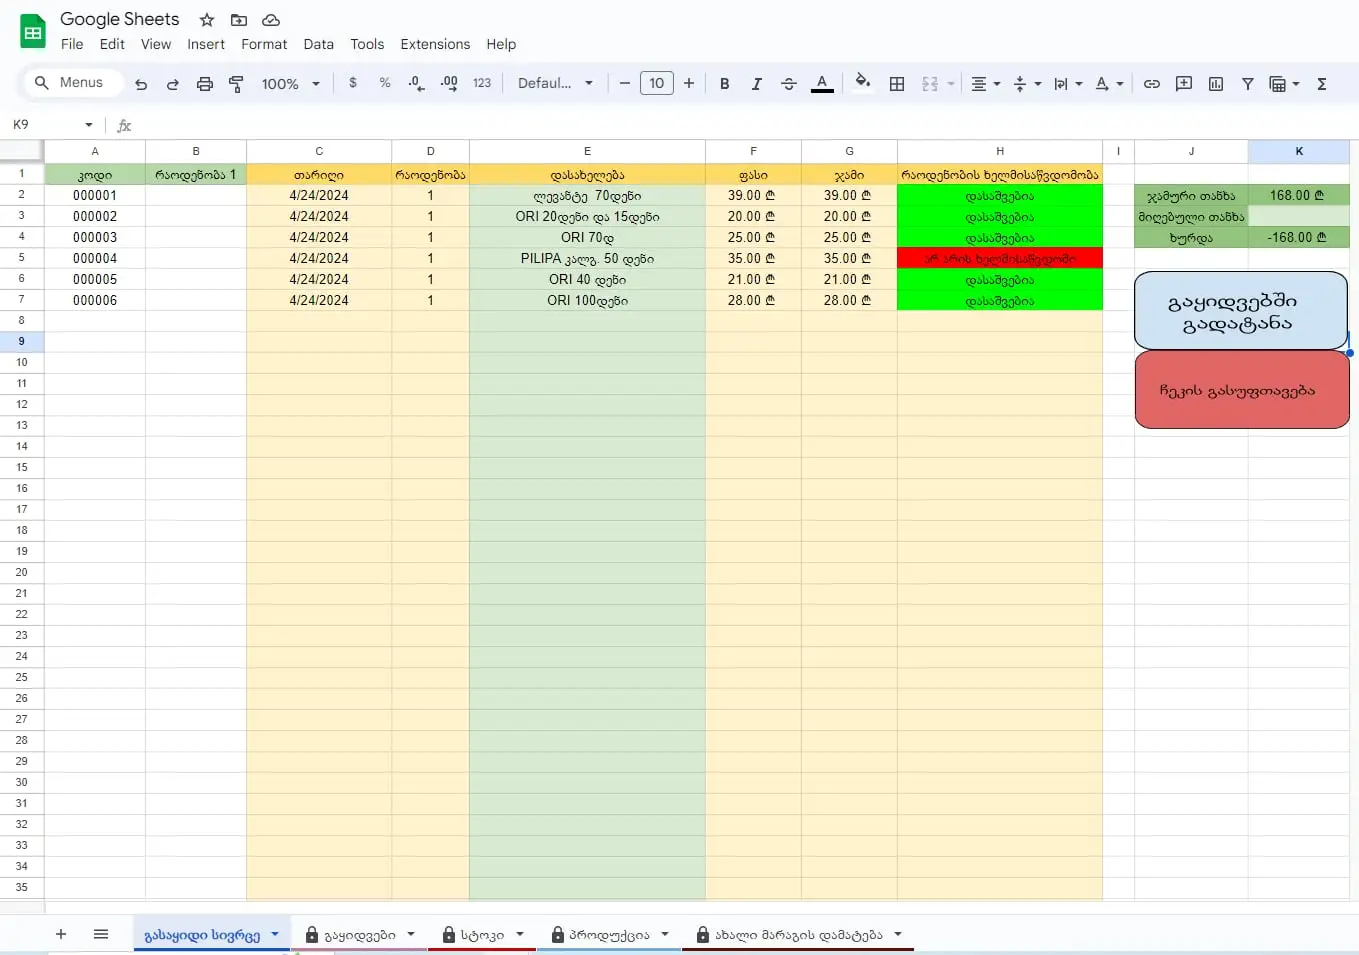 Google Sheets
File Edit View Insert Format Data Tools Extensions Help
Menus 100% $ % .0 .00 123 Defaul... 10 B I A Σ
K9 fx
A B C D E F G H I J K
1 კოდი რაოდენობა 1 თარიღი რაოდენობა დასახელება ფასი ჯამი რაოდენობის ხელმისაწვდომობა
2 000001 4/24/2024 1 ლევანტე 70დენი 39.00 ₾ 39.00 ₾ დასაშვებია ჯამური თანხა 168.00 ₾
3 000002 4/24/2024 1 ORI 20დენი და 15დენი 20.00 ₾ 20.00 ₾ დასაშვებია მიღებული თანხა
4 000003 4/24/2024 1 ORI 70დ 25.00 ₾ 25.00 ₾ დასაშვებია ხურდა -168.00 ₾
5 000004 4/24/2024 1 PILIPA კალგ. 50 დენი 35.00 ₾ 35.00 ₾ არ არის ხელმისაწვდომი
6 000005 4/24/2024 1 ORI 40 დენი 21.00 ₾ 21.00 ₾ დასაშვებია
7 000006 4/24/2024 1 ORI 100დენი 28.00 ₾ 28.00 ₾ დასაშვებია
გაყიდვებში
გადატანა
ჩეკის გასუფთავება
8
9
10
11
12
13
14
15
16
17
18
19
20
21
22
23
24
25
26
27
28
29
30
31
32
33
34
35
გასაყიდი სივრცე გაყიდვები სტოკი პროდუქცია ახალი მარაგის დამატება